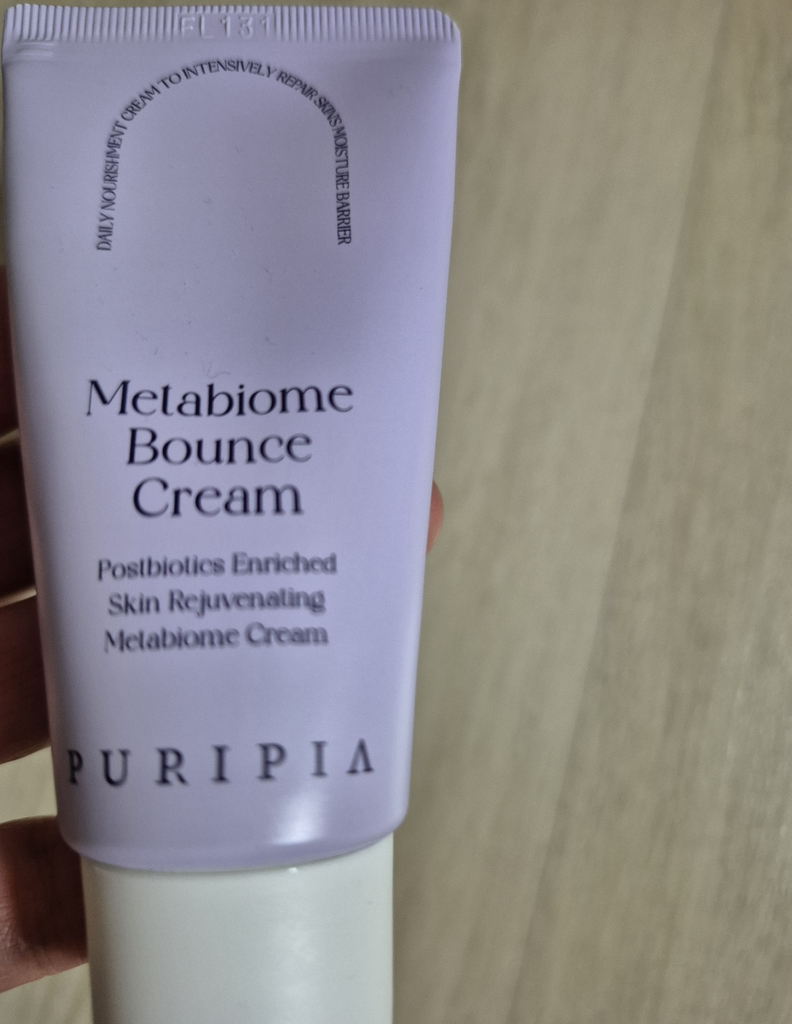 FL131
DAILY NOURISHMENT CREAM TO INTENSIVELY REPAIR SKIN'S MOISTURE BARRIER
Metabiome
Bounce
Cream
Postbiotics Enriched
Skin Rejuvenating
Metabiome Cream
PURIPIA